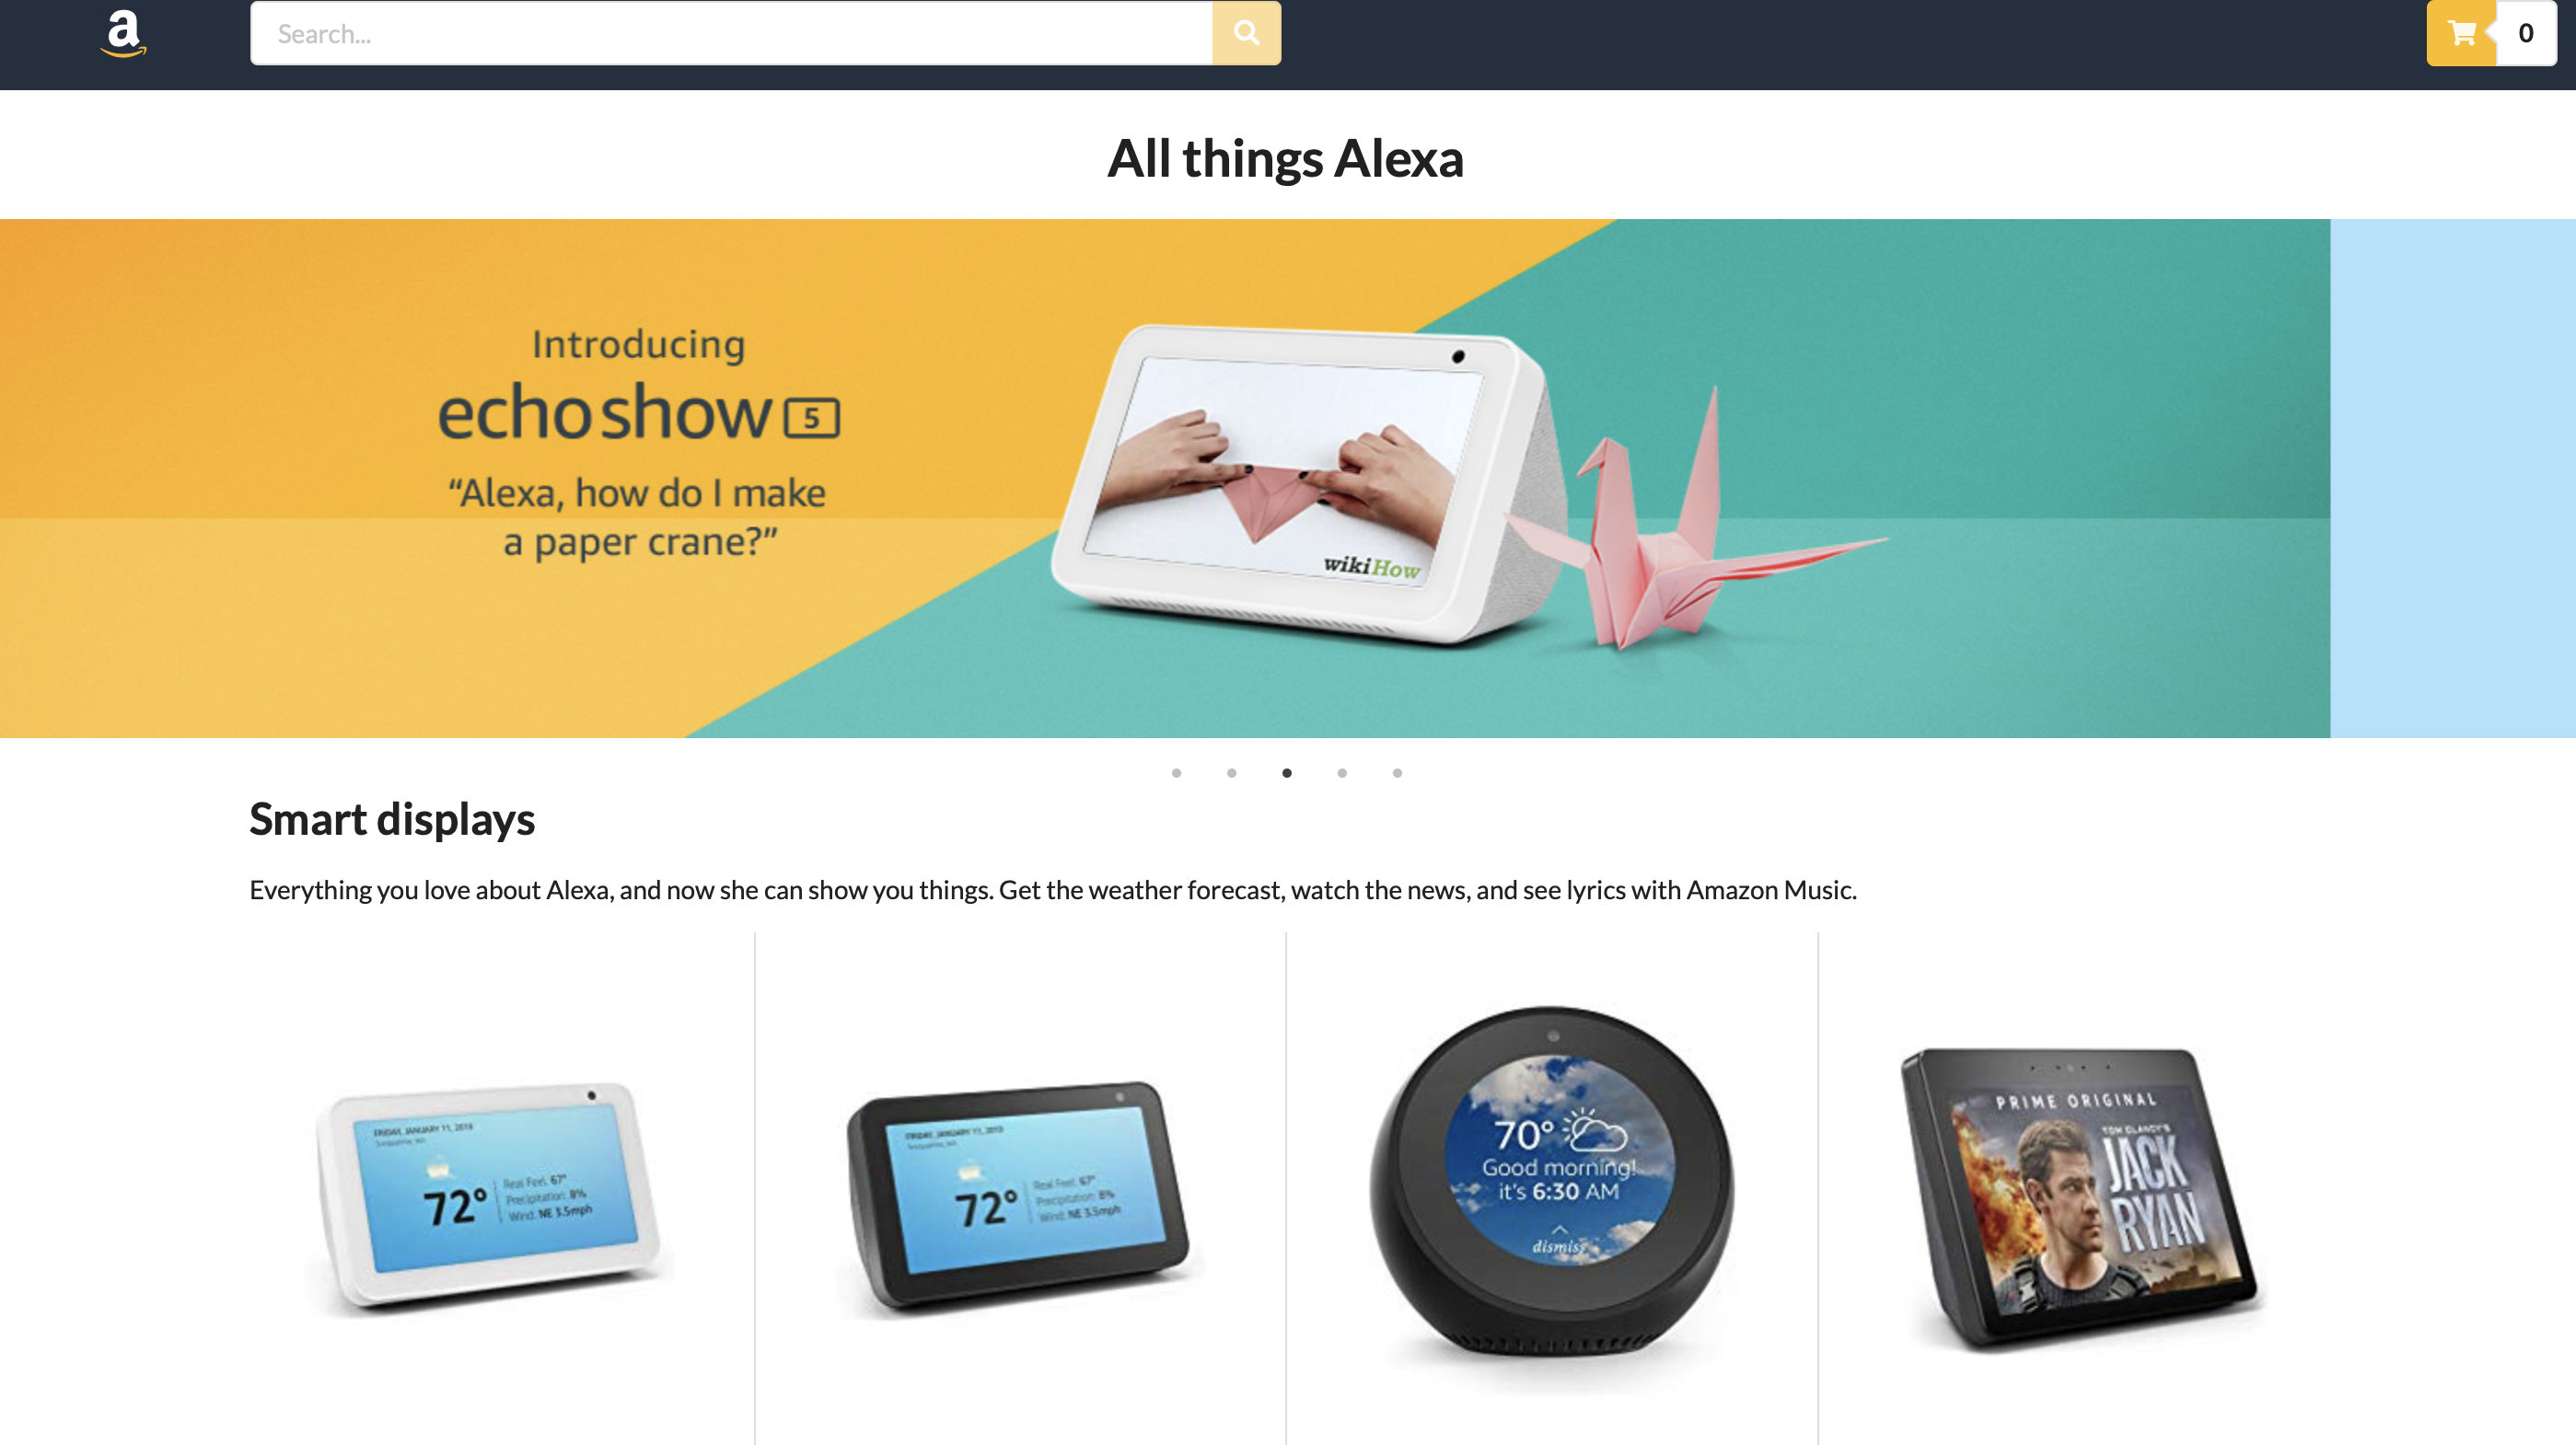 a
Search...
0
All things Alexa
Introducing
echo show 5
“Alexa, how do I make
a paper crane?”
wikiHow
Smart displays
Everything you love about Alexa, and now she can show you things. Get the weather forecast, watch the news, and see lyrics with Amazon Music.
FRIDAY, JANUARY 11, 2019
72°
Real Feel: 67°
Precipitation: 8%
Wind: NE 3.5mph
FRIDAY, JANUARY 11, 2019
72°
Real Feel: 67°
Precipitation: 8%
Wind: NE 3.5mph
70°
Good morning!
it's 6:30 AM
dismiss
PRIME ORIGINAL
TOM CLANCY'S
JACK
RYAN